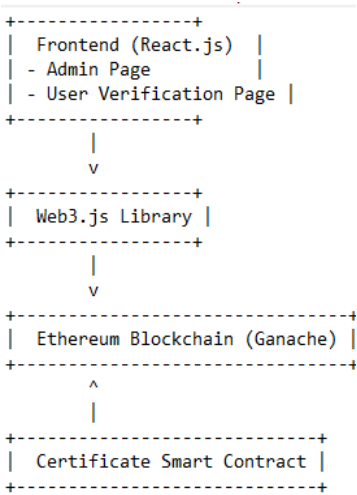 +-----------------+
|  Frontend (React.js)  |
| - Admin Page          |
| - User Verification Page |
+-----------------+
        |
        v
+-----------------+
|  Web3.js Library |
+-----------------+
        |
        v
+--------------------------------+
|  Ethereum Blockchain (Ganache) |
+--------------------------------+
        ^
        |
+-----------------------------+
|  Certificate Smart Contract |
+-----------------------------+